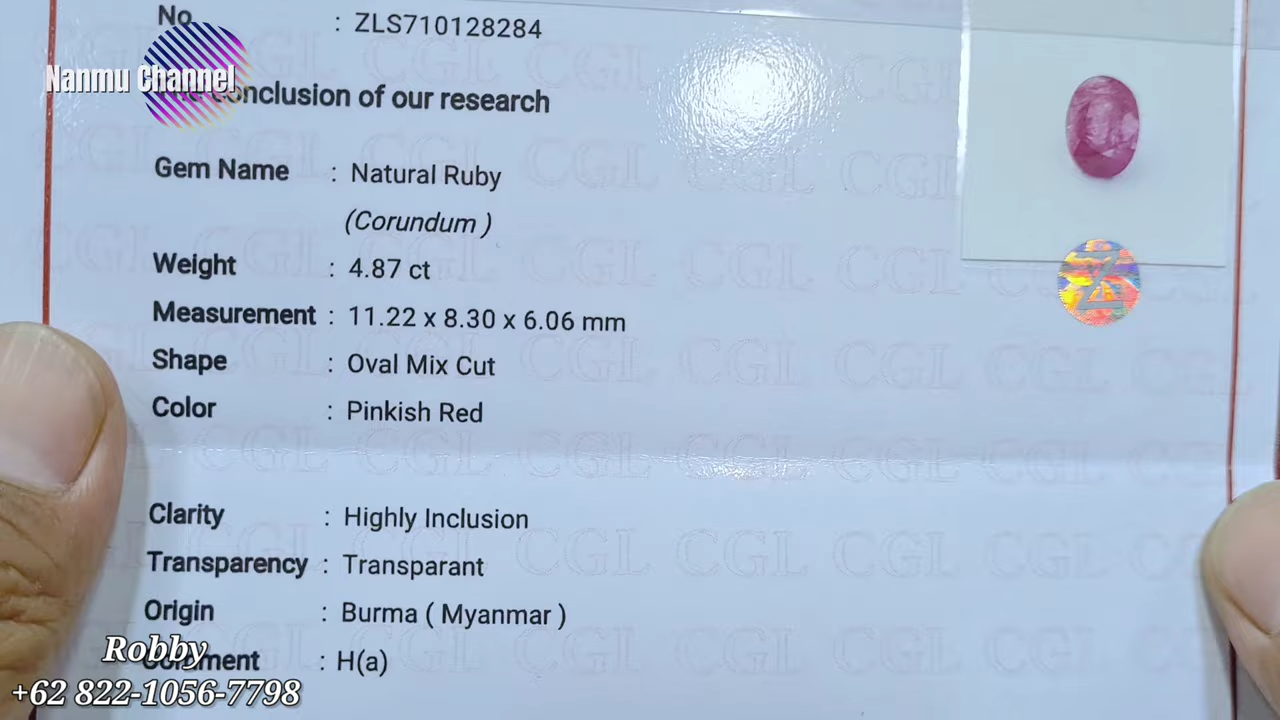 No : ZLS710128284
Nanmu Channel
conclusion of our research
Gem Name : Natural Ruby
(Corundum )
Weight : 4.87 ct
Measurement : 11.22 x 8.30 x 6.06 mm
Shape : Oval Mix Cut
Color : Pinkish Red
Clarity : Highly Inclusion
Transparency : Transparant
Origin : Burma ( Myanmar )
Robby
Comment : H(a)
+62 822-1056-7798
CGL
Z